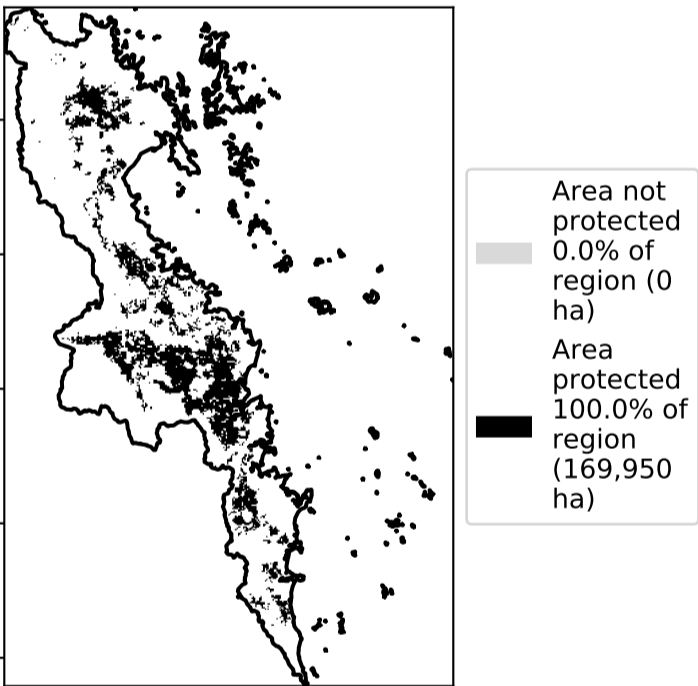 Area not
protected
0.0% of
region (0
ha)
Area
protected
100.0% of
region
(169,950
ha)